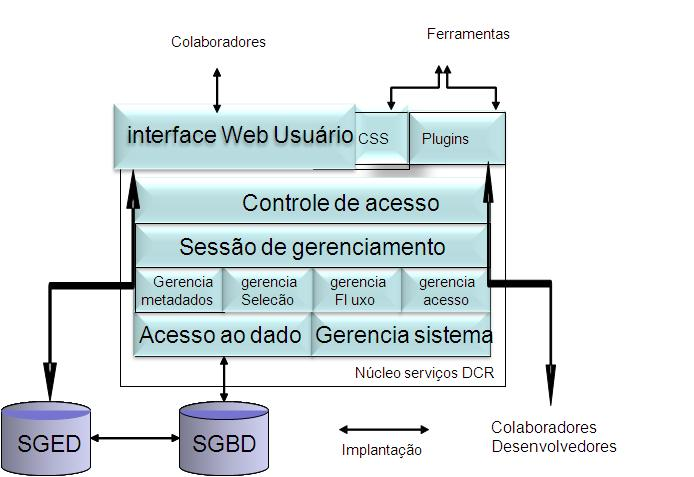 Colaboradores
Ferramentas
interface Web Usuário
CSS
Plugins
Controle de acesso
Sessão de gerenciamento
Gerencia
metadados
gerencia
Selecão
gerencia
Fl uxo
gerencia
acesso
Acesso ao dado
Gerencia sistema
Núcleo serviços DCR
SGED
SGBD
Implantação
Colaboradores
Desenvolvedores